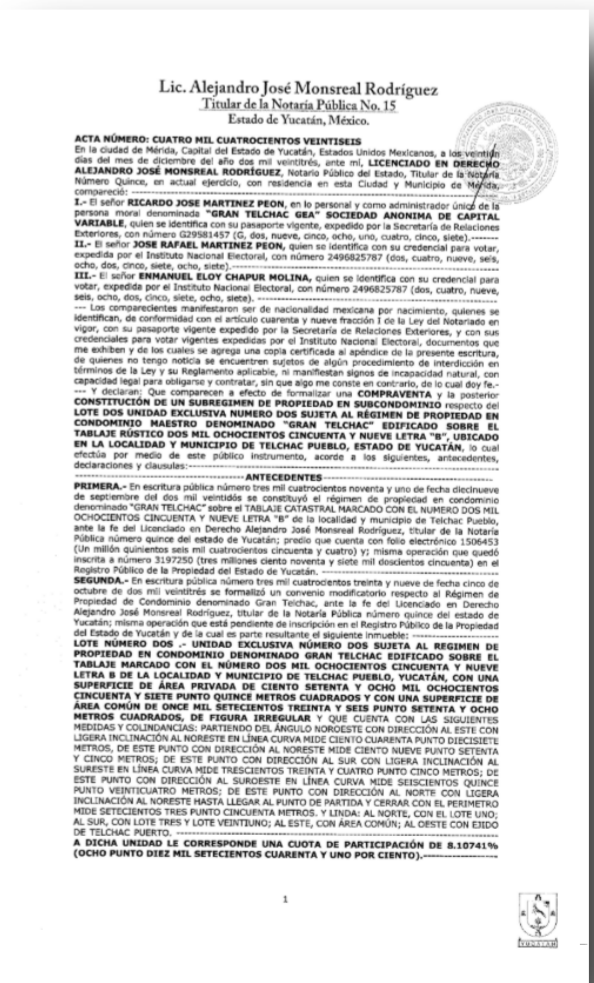 Lic. Alejandro José Monsreal Rodríguez
Titular de la Notaría Pública No. 15
Estado de Yucatán, México.
ACTA NÚMERO: CUATRO MIL CUATROCIENTOS VEINTISEIS
En la ciudad de Mérida, Capital del Estado de Yucatán, Estados Unidos Mexicanos, a los veintiún
días del mes de diciembre del año dos mil veintitrés, ante mí, LICENCIADO EN DERECHO
ALEJANDRO JOSÉ MONSREAL RODRÍGUEZ, Notario Público del Estado, Titular de la Notaría
Número Quince, en actual ejercicio, con residencia en esta Ciudad y Municipio de Mérida,
compareció:
I.- El señor RICARDO JOSE MARTINEZ PEON, en lo personal y como administrador único de la
persona moral denominada "GRAN TELCHAC GEA" SOCIEDAD ANONIMA DE CAPITAL
VARIABLE, quien se identifica con su pasaporte vigente, expedido por la Secretaría de Relaciones
Exteriores, con número G29581457 (G, dos, nueve, cinco, ocho, uno, cuatro, cinco, siete).-------
II.- El señor JOSE RAFAEL MARTINEZ PEON, quien se identifica con su credencial para votar,
expedida por el Instituto Nacional Electoral, con número 2496825787 (dos, cuatro, nueve, seis,
ocho, dos, cinco, siete, ocho, siete).
III.- El señor ENMANUEL ELOY CHAPUR MOLINA, quien se identifica con su credencial para
votar, expedida por el Instituto Nacional Electoral, con número 2496825787 (dos, cuatro, nueve,
seis, ocho, dos, cinco, siete, ocho, siete).
--- Los comparecientes manifestaron ser de nacionalidad mexicana por nacimiento, quienes se
identifican, de conformidad con el artículo cuarenta y nueve fracción I de la Ley del Notariado en
vigor, con su pasaporte vigente expedido por la Secretaría de Relaciones Exteriores, y con sus
credenciales para votar vigentes expedidas por el Instituto Nacional Electoral, documentos que
me exhiben y de los cuales se agrega una copia certificada al apéndice de la presente escritura,
de quienes no tengo noticia se encuentren sujetos de algún procedimiento de interdicción en
términos de la Ley y su Reglamento aplicable, ni manifiestan signos de incapacidad natural, con
capacidad legal para obligarse y contratar, sin que algo me conste en contrario, de lo cual doy fe.-
--- Y declaran: Que comparecen a efecto de formalizar una COMPRAVENTA y la posterior
CONSTITUCIÓN DE UN SUBREGIMEN DE PROPIEDAD EN SUBCONDOMINIO respecto del
LOTE DOS UNIDAD EXCLUSIVA NUMERO DOS SUJETA AL RÉGIMEN DE PROPIEDAD EN
CONDOMINIO MAESTRO DENOMINADO "GRAN TELCHAC" EDIFICADO SOBRE EL
TABLAJE RÚSTICO DOS MIL OCHOCIENTOS CINCUENTA Y NUEVE LETRA "B", UBICADO
EN LA LOCALIDAD Y MUNICIPIO DE TELCHAC PUEBLO, ESTADO DE YUCATÁN, lo cual
efectúa por medio de este público instrumento, acorde a los siguientes, antecedentes,
declaraciones y clausulas:
ANTECEDENTES
PRIMERA.- En escritura pública número tres mil cuatrocientos noventa y uno de fecha diecinueve
de septiembre del dos mil veintidós se constituyó el régimen de propiedad en condominio
denominado "GRAN TELCHAC" sobre el TABLAJE CATASTRAL MARCADO CON EL NUMERO DOS MIL
OCHOCIENTOS CINCUENTA Y NUEVE LETRA "B" de la localidad y municipio de Telchac Pueblo,
ante la fe del Licenciado en Derecho Alejandro José Monsreal Rodríguez, titular de la Notaría
Pública número quince del estado de Yucatán; predio que cuenta con folio electrónico 1506453
(Un millón quinientos seis mil cuatrocientos cincuenta y cuatro) y; misma operación que quedó
inscrita a número 3197250 (tres millones ciento noventa y siete mil doscientos cincuenta) en el
Registro Público de la Propiedad del Estado de Yucatán.
SEGUNDA.- En escritura pública número tres mil cuatrocientos treinta y nueve de fecha cinco de
octubre de dos mil veintitrés se formalizó un convenio modificatorio respecto al Régimen de
Propiedad de Condominio denominado Gran Telchac, ante la fe del Licenciado en Derecho
Alejandro José Monsreal Rodríguez, titular de la Notaría Pública número quince del estado de
Yucatán; misma operación que está pendiente de inscripción en el Registro Público de la Propiedad
del Estado de Yucatán y de la cual es parte resultante el siguiente inmueble:
LOTE NÚMERO DOS .- UNIDAD EXCLUSIVA NÚMERO DOS SUJETA AL REGIMEN DE
PROPIEDAD EN CONDOMINIO DENOMINADO GRAN TELCHAC EDIFICADO SOBRE EL
TABLAJE MARCADO CON EL NÚMERO DOS MIL OCHOCIENTOS CINCUENTA Y NUEVE
LETRA B DE LA LOCALIDAD Y MUNICIPIO DE TELCHAC PUEBLO, YUCATÁN, CON UNA
SUPERFICIE DE ÁREA PRIVADA DE CIENTO SETENTA Y OCHO MIL OCHOCIENTOS
CINCUENTA Y SIETE PUNTO QUINCE METROS CUADRADOS Y CON UNA SUPERFICIE DE
ÁREA COMÚN DE ONCE MIL SETECIENTOS TREINTA Y SEIS PUNTO SETENTA Y OCHO
METROS CUADRADOS, DE FIGURA IRREGULAR Y QUE CUENTA CON LAS SIGUIENTES
MEDIDAS Y COLINDANCIAS: PARTIENDO DEL ÁNGULO NOROESTE CON DIRECCIÓN AL ESTE CON
LIGERA INCLINACIÓN AL NORESTE EN LÍNEA CURVA MIDE CIENTO CUARENTA PUNTO DIECISIETE
METROS, DE ESTE PUNTO CON DIRECCIÓN AL NORESTE MIDE CIENTO NUEVE PUNTO SETENTA
Y CINCO METROS; DE ESTE PUNTO CON DIRECCIÓN AL SUR CON LIGERA INCLINACIÓN AL
SURESTE EN LÍNEA CURVA MIDE TRESCIENTOS TREINTA Y CUATRO PUNTO CINCO METROS; DE
ESTE PUNTO CON DIRECCIÓN AL SUROESTE EN LÍNEA CURVA MIDE SEISCIENTOS QUINCE
PUNTO VEINTICUATRO METROS; DE ESTE PUNTO CON DIRECCIÓN AL NORTE CON LIGERA
INCLINACIÓN AL NORESTE HASTA LLEGAR AL PUNTO DE PARTIDA Y CERRAR CON EL PERIMETRO
MIDE SETECIENTOS TRES PUNTO CINCUENTA METROS. Y LINDA: AL NORTE, CON EL LOTE UNO;
AL SUR, CON LOTE TRES Y LOTE VEINTIUNO; AL ESTE, CON ÁREA COMÚN; AL OESTE CON EJIDO
DE TELCHAC PUERTO.
A DICHA UNIDAD LE CORRESPONDE UNA CUOTA DE PARTICIPACIÓN DE 8.10741%
(OCHO PUNTO DIEZ MIL SETECIENTOS CUARENTA Y UNO POR CIENTO).
1
YUCATAN